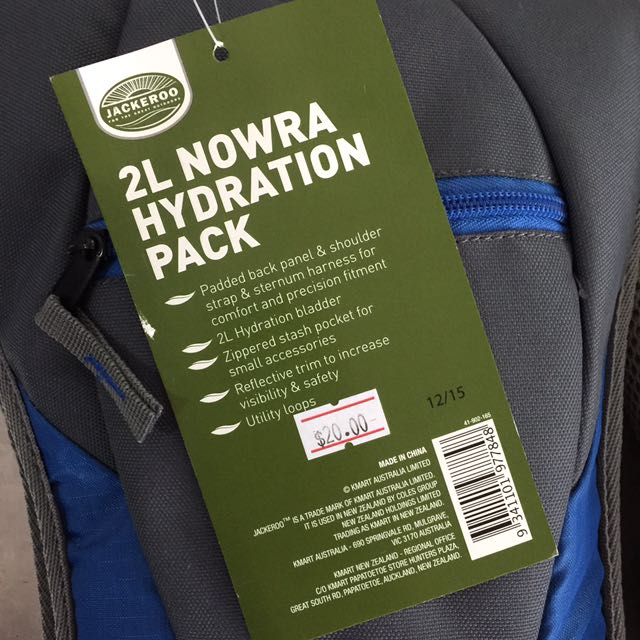 JACKEROO
FOR THE GREAT OUTDOORS
2L NOWRA
HYDRATION
PACK
Padded back panel & shoulder
strap & sternum harness for
comfort and precision fitment
2L Hydration bladder
Zippered slash pocket for
small accessories
Reflective trim to increase
visibility & safety
Utility loops
$20.00
12/15
41-902-165
MADE IN CHINA
© KMART AUSTRALIA LIMITED
JACKEROO™ IS A TRADE MARK OF KMART AUSTRALIA LIMITED.
IT IS USED IN NEW ZEALAND BY COLES GROUP
NEW ZEALAND HOLDINGS LIMITED
TRADING AS KMART IN NEW ZEALAND
KMART AUSTRALIA - 690 SPRINGVALE RD, MULGRAVE,
VIC 3170 AUSTRALIA
KMART NEW ZEALAND - REGIONAL OFFICE
C/O KMART PAPATOETOE STORE HUNTERS PLAZA,
GREAT SOUTH RD, PAPATOETOE, AUCKLAND, NEW ZEALAND.
9 341101 977848